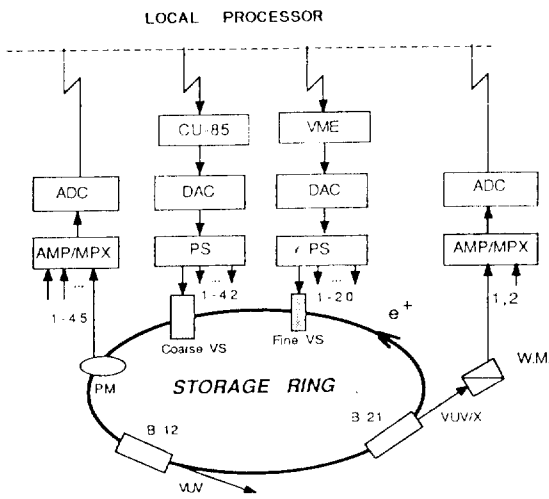 LOCAL PROCESSOR
CU-85
VME
ADC
DAC
DAC
ADC
AMP/MPX
PS
PS
AMP/MPX
...
...
...
1-45
1-42
1-20
1,2
Coarse VS
Fine VS
e+
PM
STORAGE RING
W.M
B 12
B 21
VUV/X
VUV